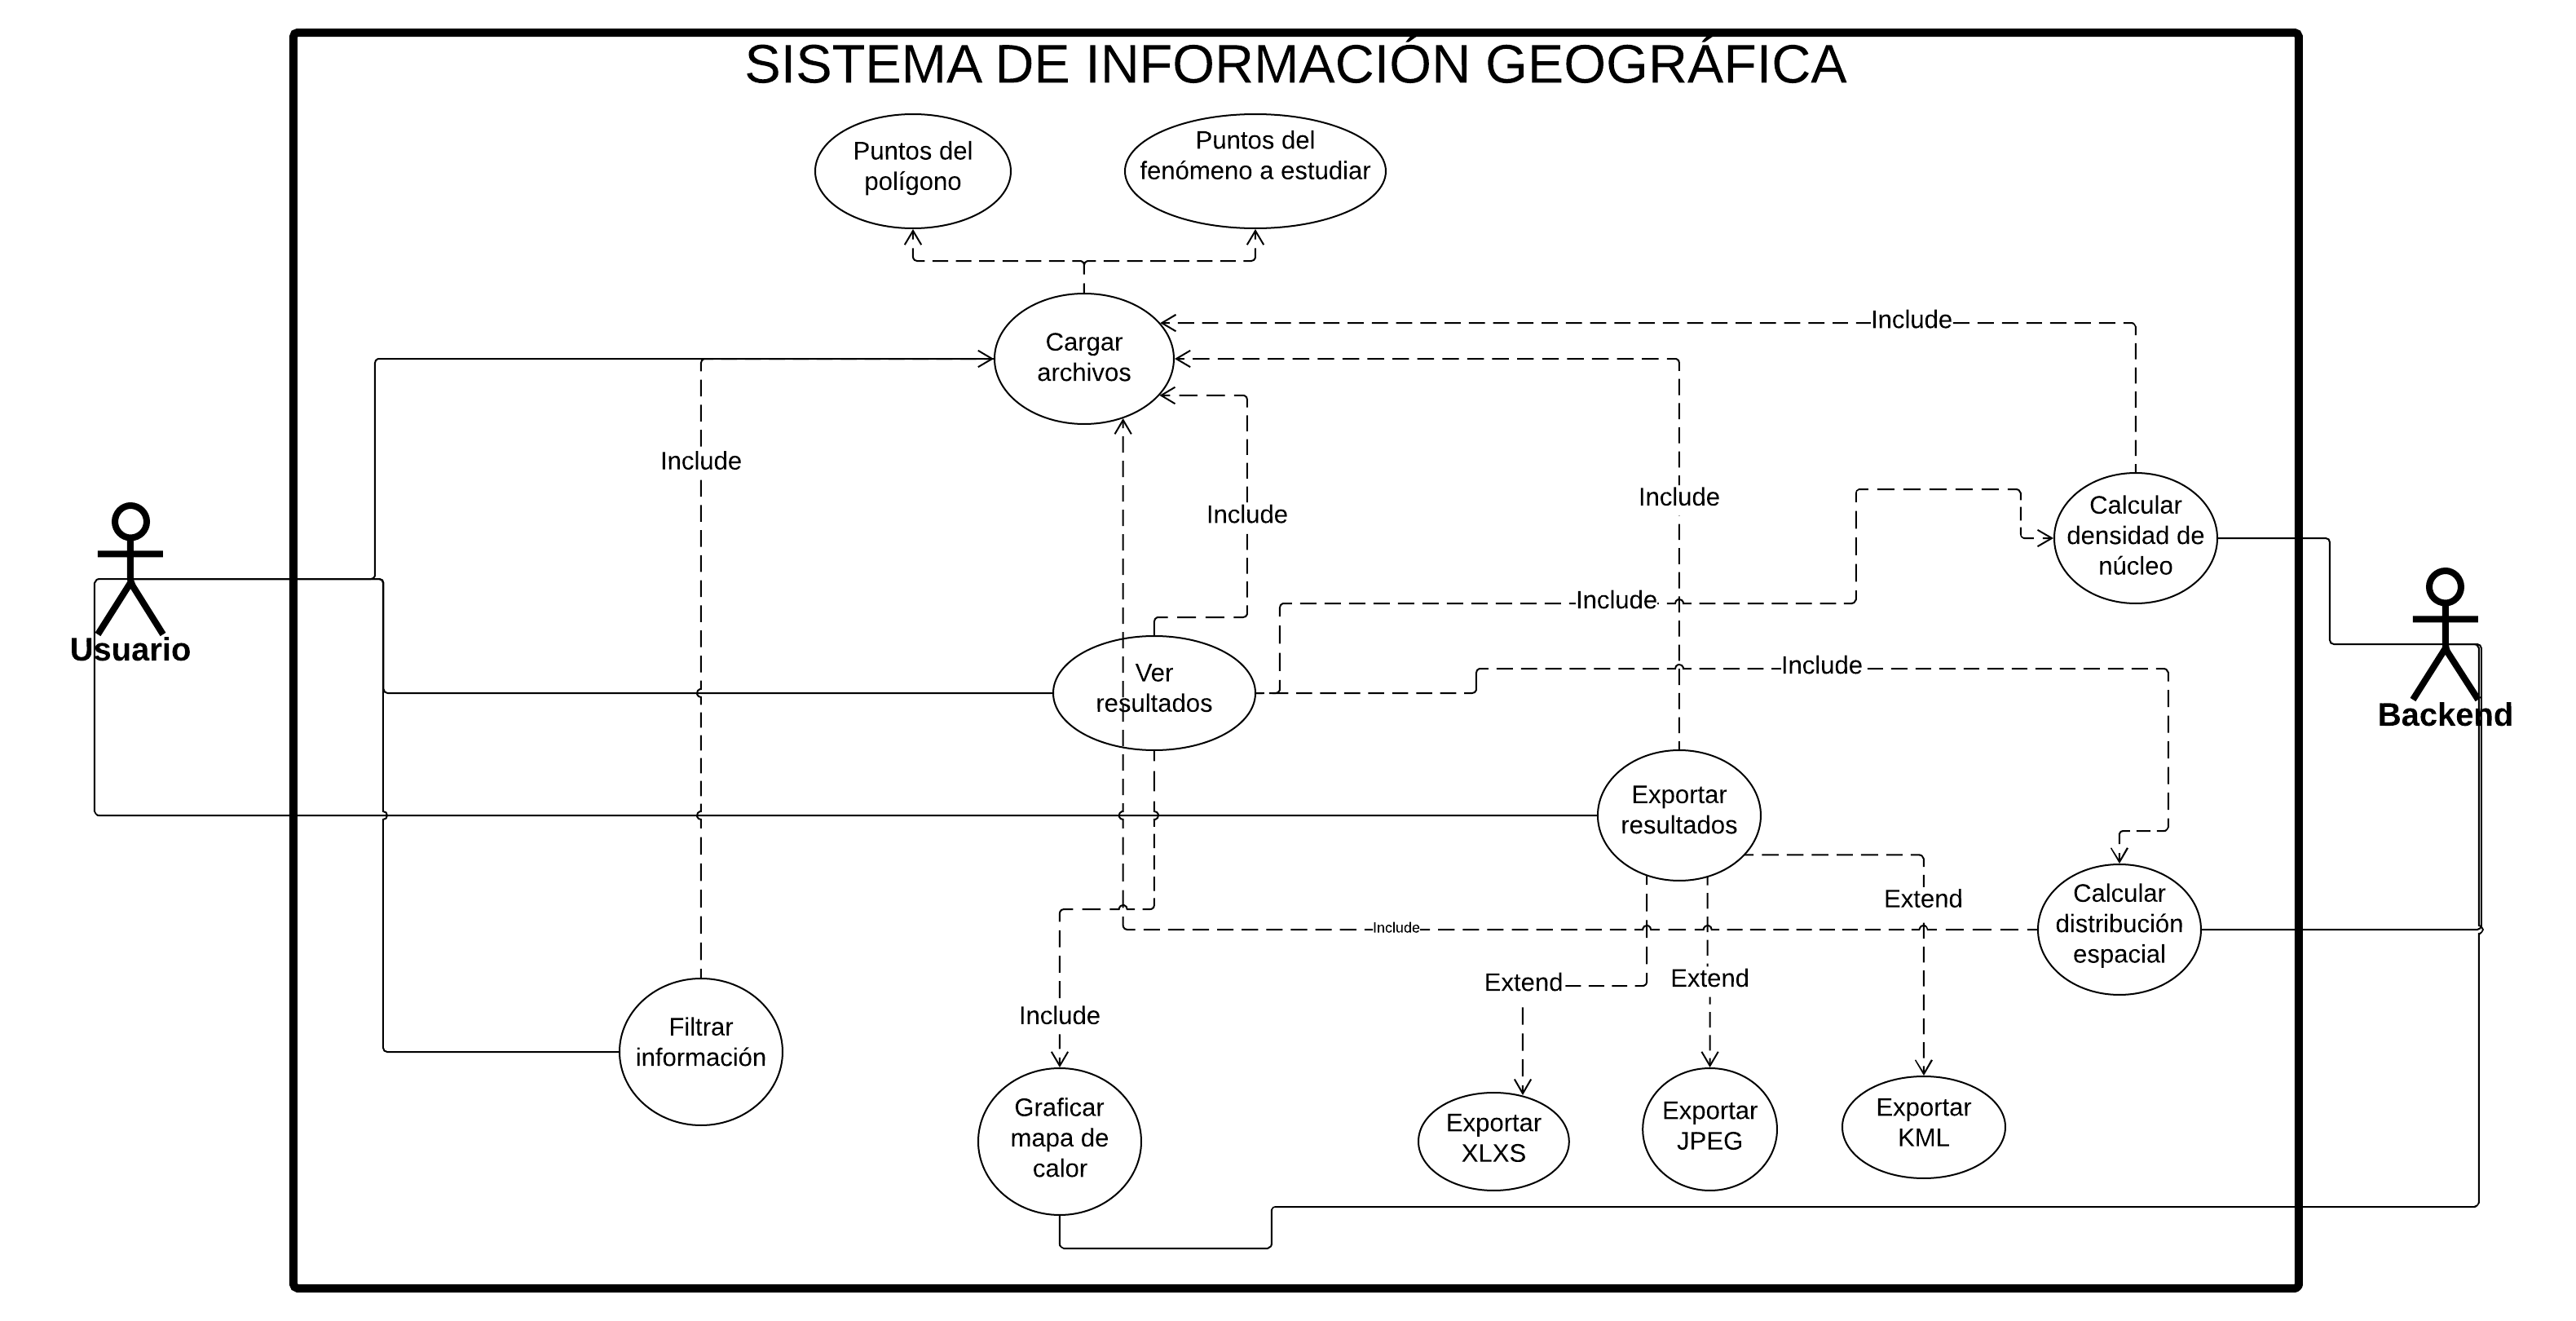 SISTEMA DE INFORMACIÓN GEOGRÁFICA
Puntos del
polígono
Puntos del
fenómeno a estudiar
Cargar
archivos
Include
Include
Include
Include
Calcular
densidad de
núcleo
Usuario
Include
Backend
Ver
resultados
Include
Exportar
resultados
Extend
Calcular
distribución
espacial
Include
Extend
Extend
Filtrar
información
Include
Graficar
mapa de
calor
Exportar
XLXS
Exportar
JPEG
Exportar
KML